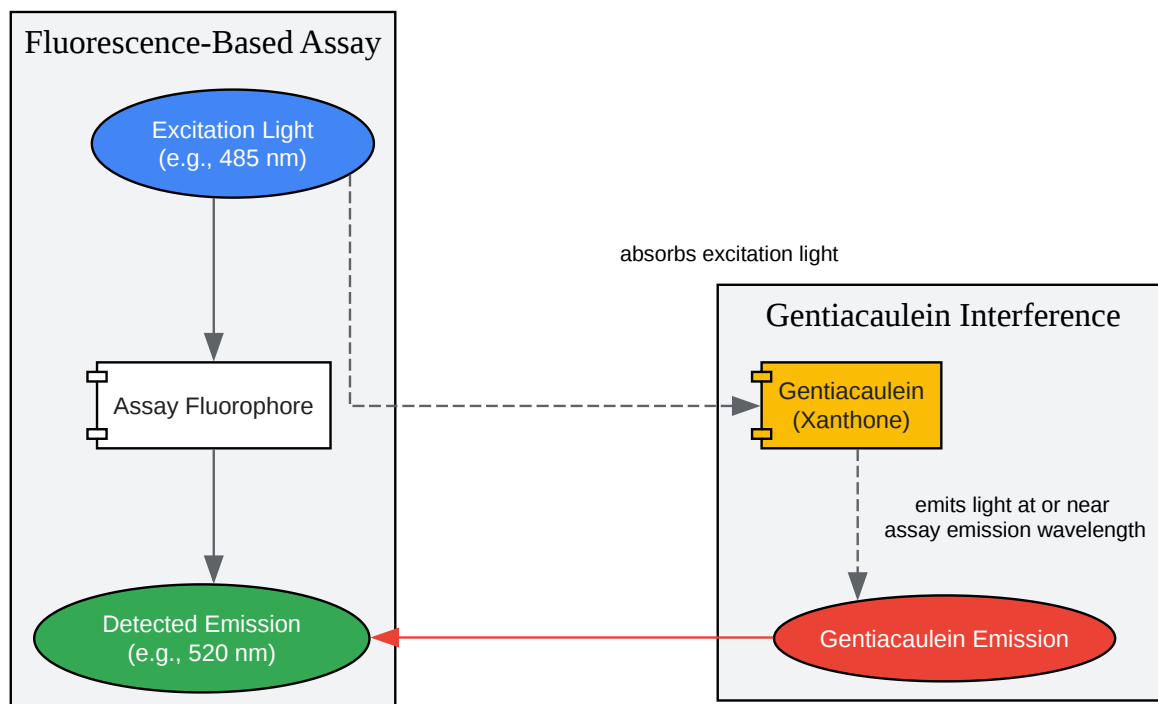 Fluorescence-Based Assay
Excitation Light
(e.g., 485 nm)
absorbs excitation light
Gentiacaulein Interference
Assay Fluorophore
Gentiacaulein
(Xanthone)
emits light at or near
assay emission wavelength
Detected Emission
(e.g., 520 nm)
Gentiacaulein Emission